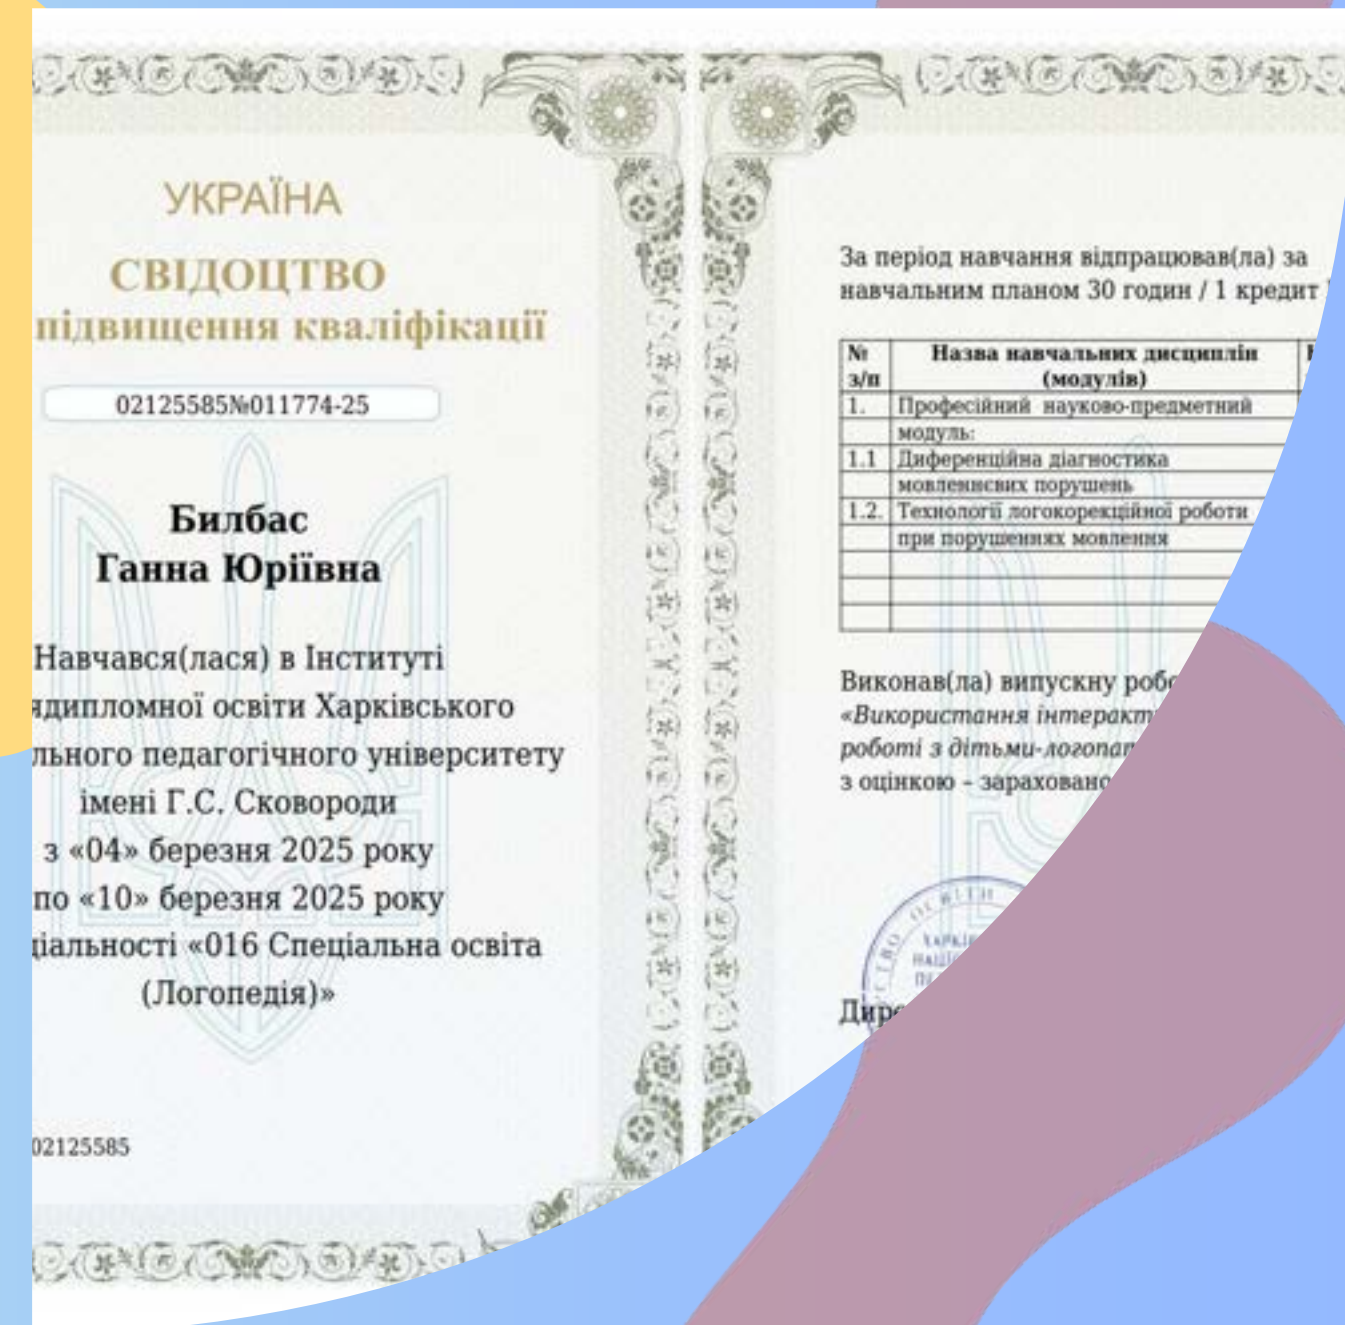 УКРАЇНА
СВІДОЦТВО
підвищення кваліфікації
02125585№011774-25
Билбас
Ганна Юріївна
Навчався(лася) в Інституті
ядипломної освіти Харківського
льного педагогічного університету
імені Г.С. Сковороди
з «04» березня 2025 року
по «10» березня 2025 року
ціальності «016 Спеціальна освіта
(Логопедія)»
02125585
За період навчання відпрацював(ла) за
навчальним планом 30 годин / 1 кредит
№ з/п
Назва навчальних дисциплін
(модулів)
1. Професійний науково-предметний
модуль:
1.1 Диференційна діагностика
мовленнєвих порушень
1.2. Технології логокорекційної роботи
при порушеннях мовлення
Виконав(ла) випускну робо
«Використання інтеракт
роботі з дітьми-логопат
з оцінкою – зараховано
Дире